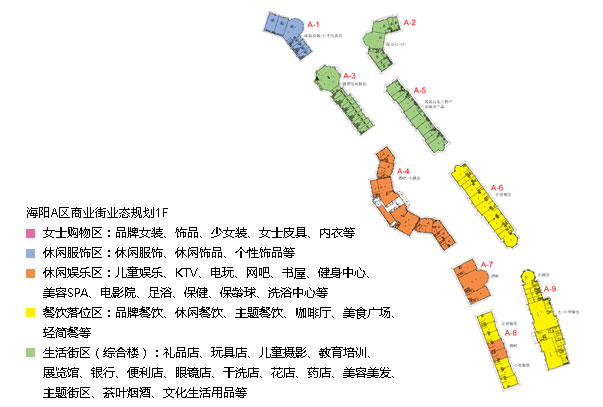 A-1
A-2
A-3
A-5
A-4
A-6
A-7
A-9
A-8
海阳A区商业街业态规划1F
女士购物区：品牌女装、饰品、少女装、女士皮具、内衣等
休闲服饰区：休闲服饰、休闲饰品、个性饰品等
休闲娱乐区：儿童娱乐、KTV、电玩、网吧、书屋、健身中心、
美容SPA、电影院、足浴、保健、保龄球、洗浴中心等
餐饮落位区：品牌餐饮、休闲餐饮、主题餐饮、咖啡厅、美食广场、
轻简餐等
生活街区（综合楼）：礼品店、玩具店、儿童摄影、教育培训、
展览馆、银行、便利店、眼镜店、干洗店、花店、药店、美容美发、
主题街区、茶叶烟酒、文化生活用品等